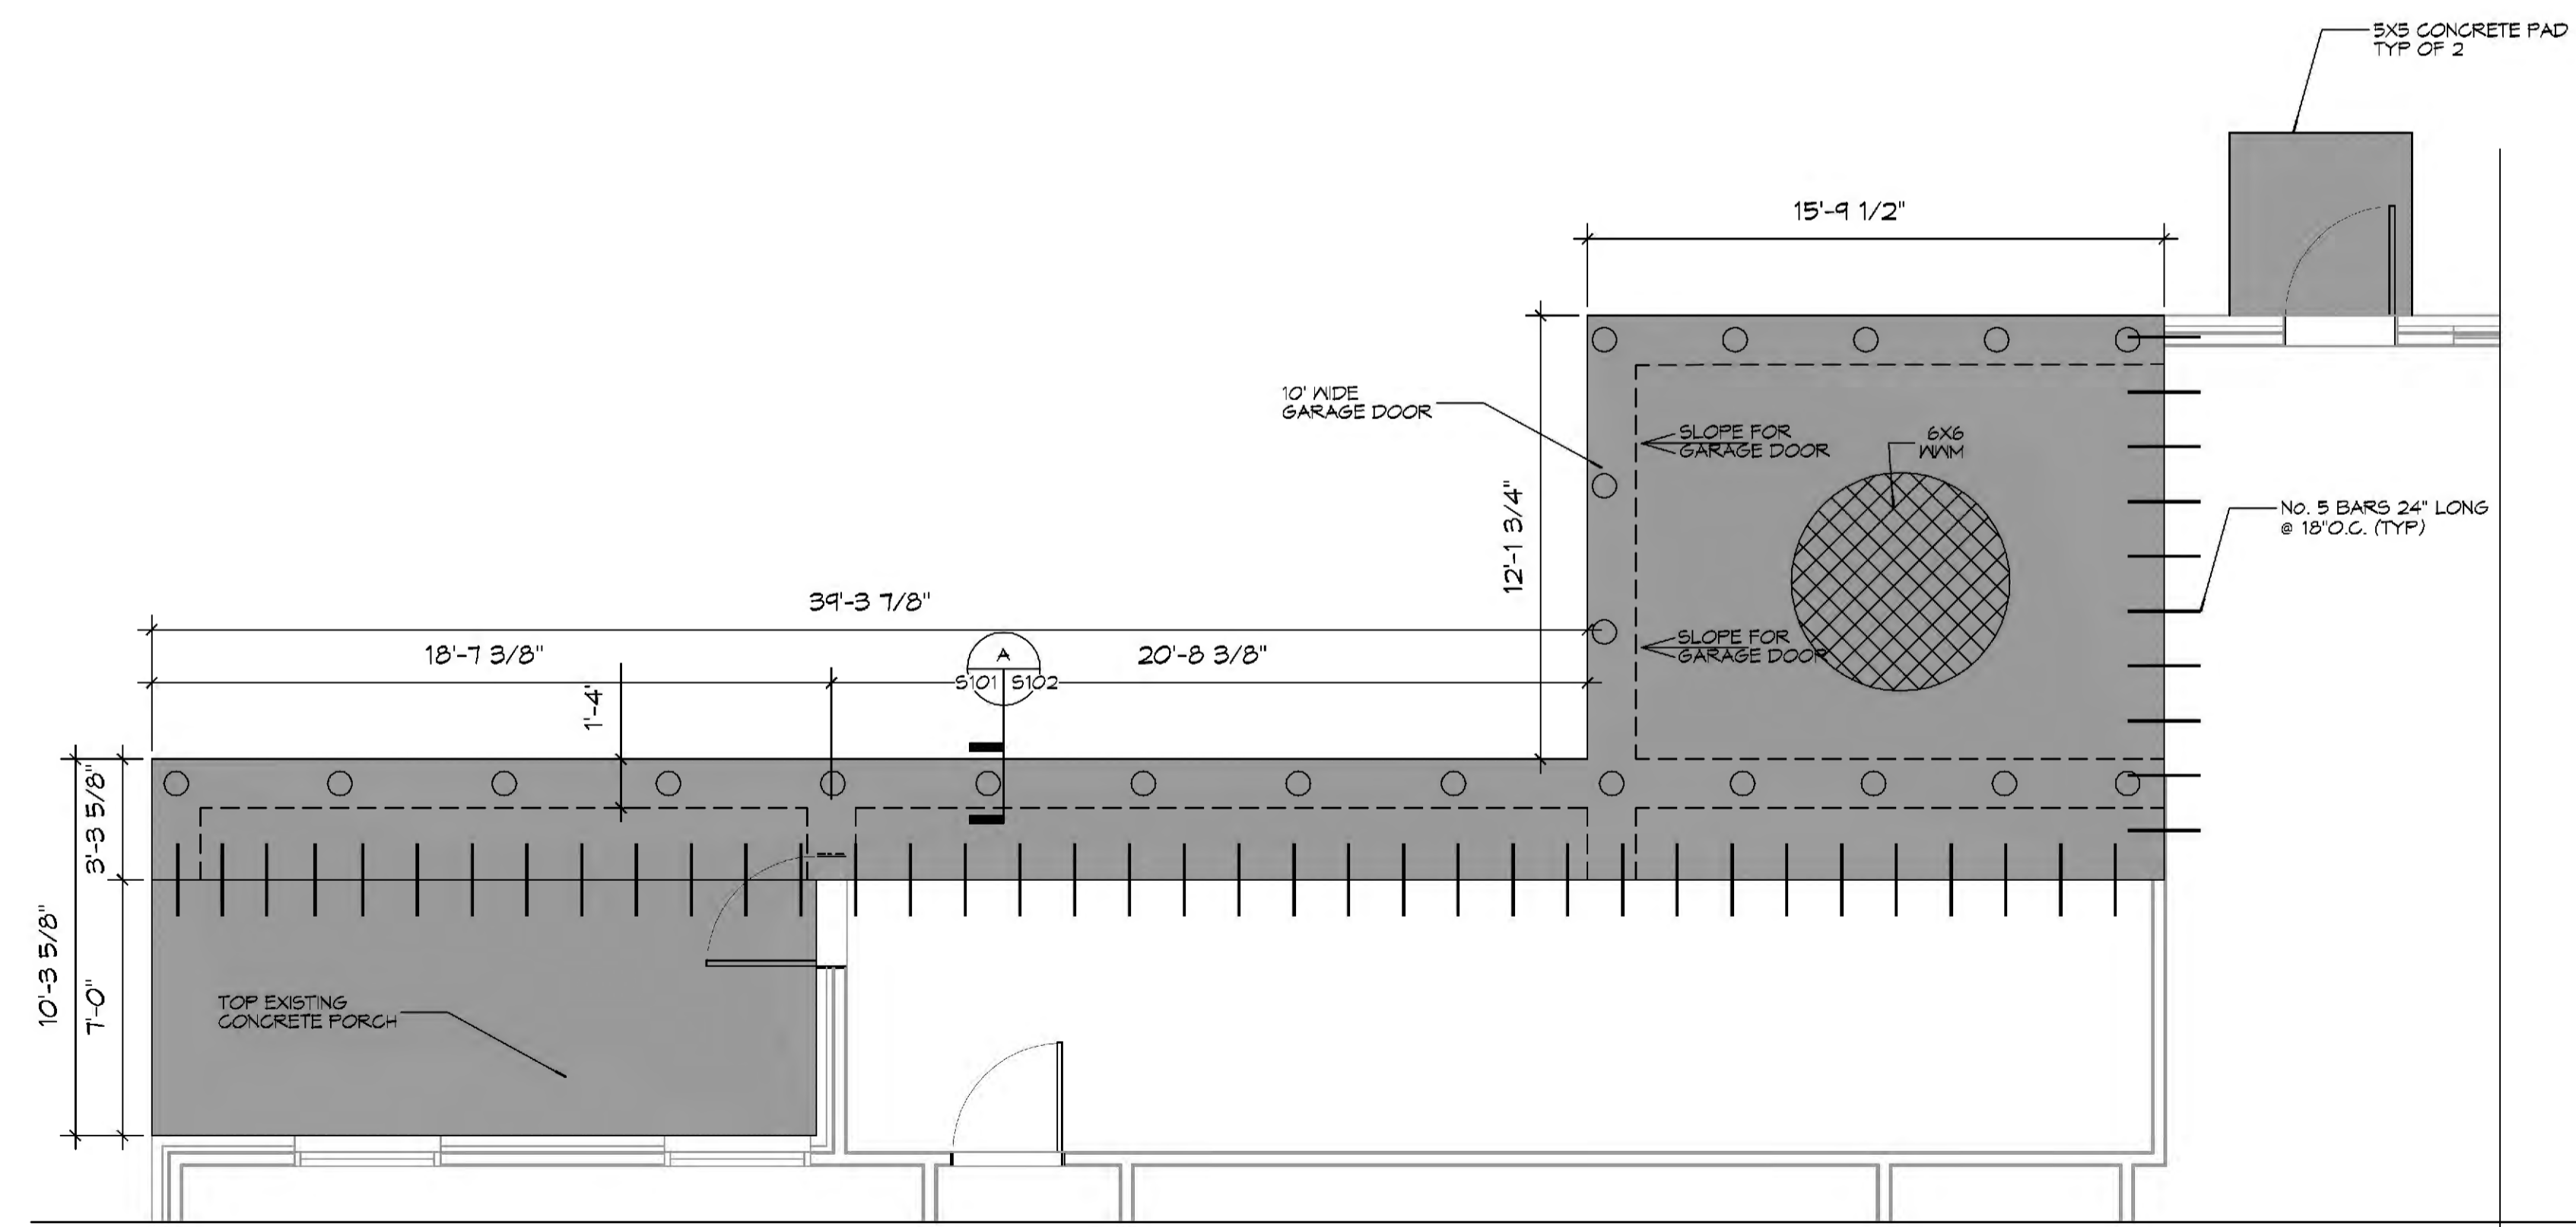 5X5 CONCRETE PAD
TYP OF 2
15'-9 1/2"
10' WIDE
GARAGE DOOR
SLOPE FOR
GARAGE DOOR
6X6
WWM
12'-1 3/4"
No. 5 BARS 24" LONG
@ 18"O.C. (TYP)
39'-3 7/8"
18'-7 3/8"
1'-4"
A
S101 S102
20'-8 3/8"
SLOPE FOR
GARAGE DOOR
3'-3 5/8"
10'-3 5/8"
7'-0"
TOP EXISTING
CONCRETE PORCH